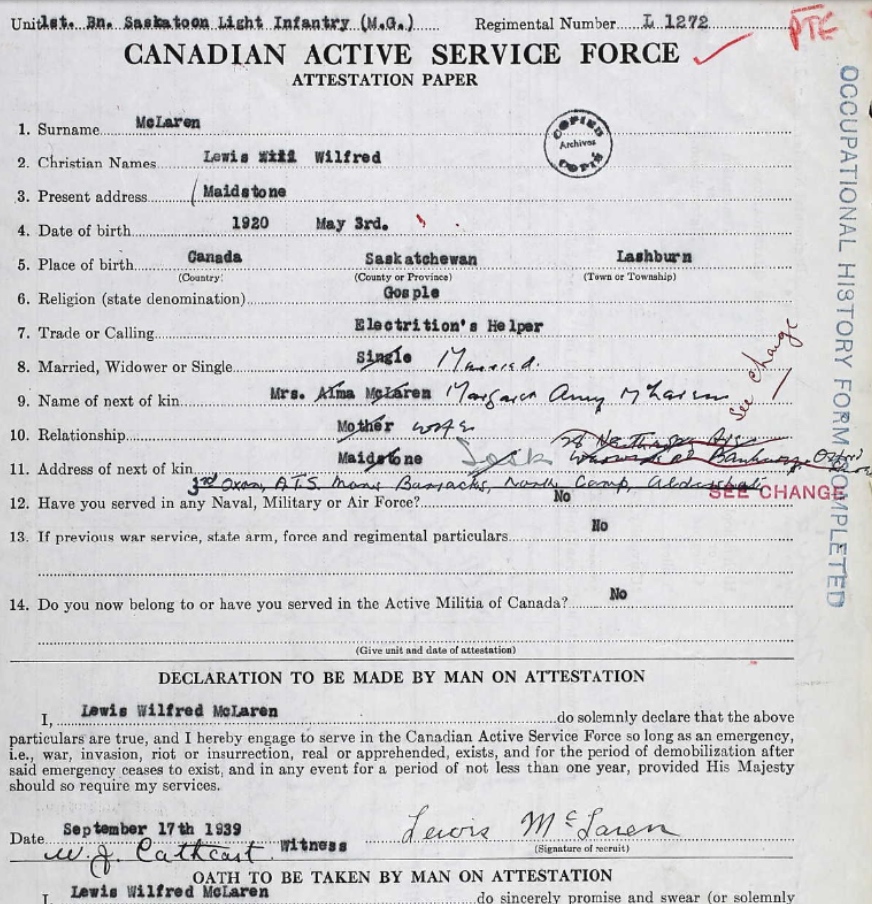 Unit 1st. Bn. Saskatoon Light Infantry (M.G.) Regimental Number L 1272
PTE
CANADIAN ACTIVE SERVICE FORCE
ATTESTATION PAPER
1. Surname McLaren
COPIED Archives COPIÉ
2. Christian Names Lewis Wilfred
3. Present address Maidstone
4. Date of birth 1920 May 3rd.
5. Place of birth Canada Saskatchewan Lashburn
(Country) (County or Province) (Town or Township)
6. Religion (state denomination) Gosple
7. Trade or Calling Electrition's Helper
8. Married, Widower or Single Single Married.
9. Name of next of kin Mrs. Alma McLaren Margaret Amy McLaren
See change
10. Relationship Mother wife
11. Address of next of kin Maidstone Sask Banbury
3rd Oxon, A.T.S. Mons Barracks, North Camp, Aldershot
SEE CHANGE
12. Have you served in any Naval, Military or Air Force? No
13. If previous war service, state arm, force and regimental particulars No
14. Do you now belong to or have you served in the Active Militia of Canada? No
(Give unit and date of attestation)
OCCUPATIONAL HISTORY FORM COMPLETED
DECLARATION TO BE MADE BY MAN ON ATTESTATION
I, Lewis Wilfred McLaren do solemnly declare that the above
particulars are true, and I hereby engage to serve in the Canadian Active Service Force so long as an emergency,
i.e., war, invasion, riot or insurrection, real or apprehended, exists, and for the period of demobilization after
said emergency ceases to exist, and in any event for a period of not less than one year, provided His Majesty
should so require my services.
Date September 17th 1939 Lewis McLaren
(Signature of recruit)
W. J. Cathcart Witness
OATH TO BE TAKEN BY MAN ON ATTESTATION
I, Lewis Wilfred McLaren do sincerely promise and swear (or solemnly